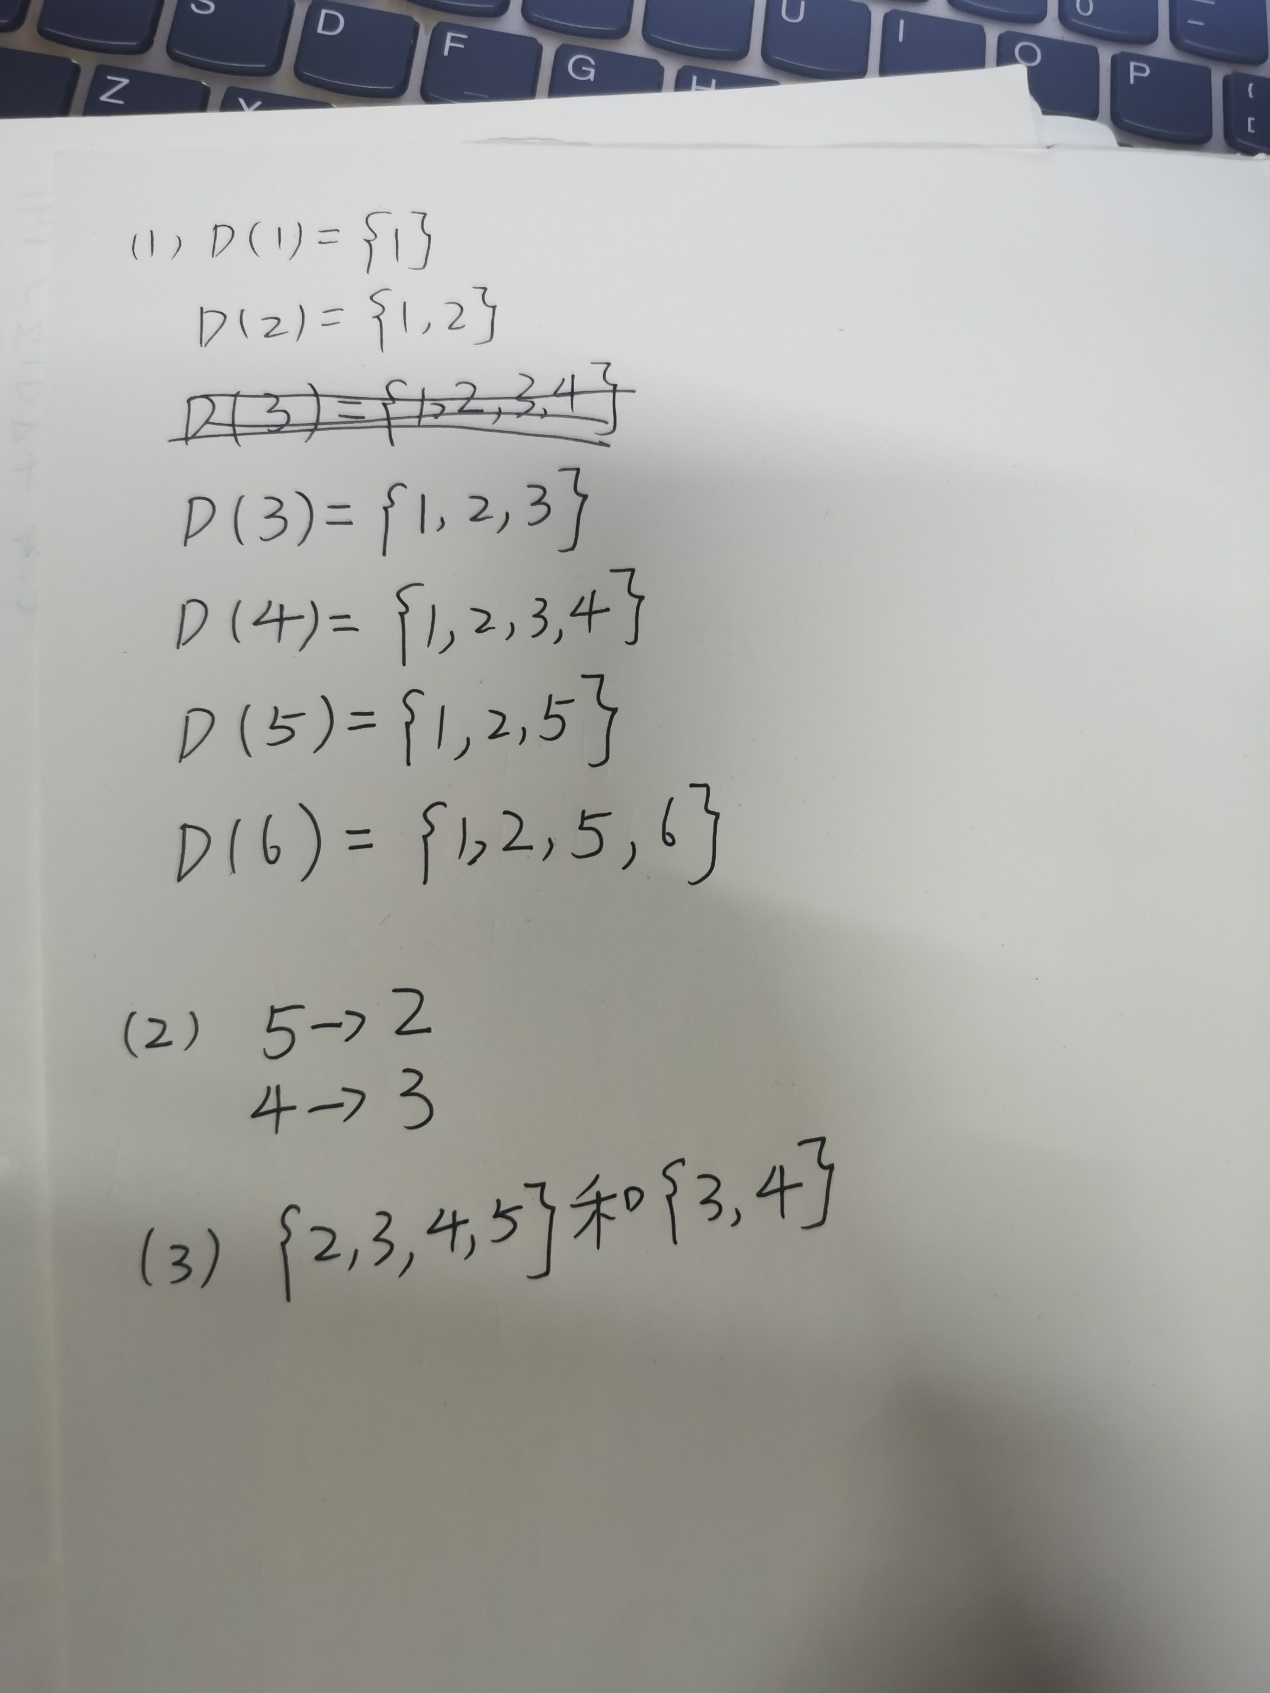 S D F G H U I O P
Z X
(1) D(1)={1}
D(2)={1,2}
D(3)={1,2,3,4}
D(3)={1,2,3}
D(4)={1,2,3,4}
D(5)={1,2,5}
D(6)={1,2,5,6}
(2) 5→2
4→3
(3) {2,3,4,5}和{3,4}